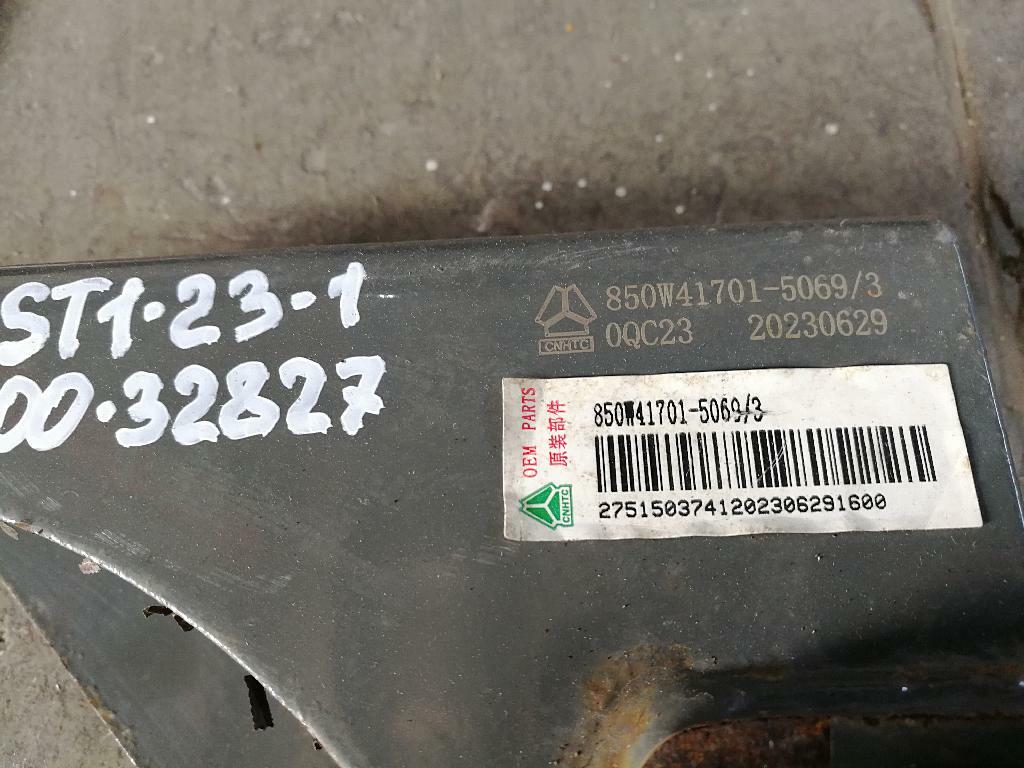 ST1.23-1
00.32827
850W41701-5069/3
CNHTC
0QC23 20230629
OEM PARTS
原装部件
850W41701-5069/3
CNHTC
2751503741202306291600